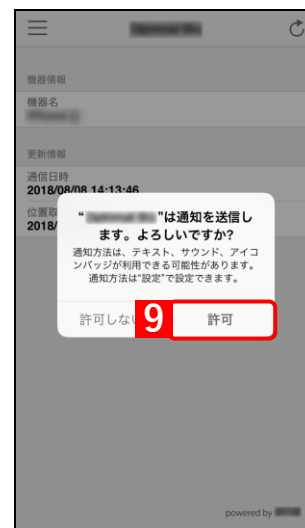 機器情報
機器名
更新情報
通信日時
2018/08/08 14:13:46
位置取
2018/
“ ”は通知を送信し
ます。よろしいですか?
通知方法は、テキスト、サウンド、アイコ
ンバッジが利用できる可能性があります。
通知方法は“設定”で設定できます。
許可しな
9
許可
powered by